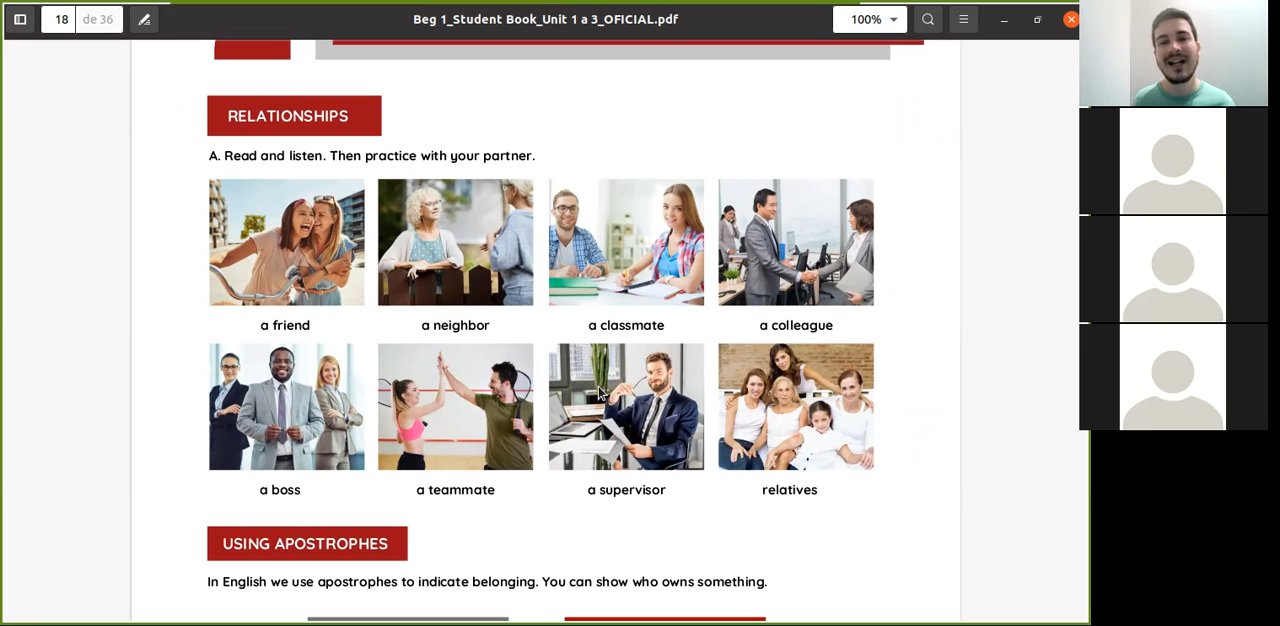 18 de 36 Beg 1_Student Book_Unit 1 a 3_OFICIAL.pdf 100%
RELATIONSHIPS
A. Read and listen. Then practice with your partner.
a friend a neighbor a classmate a colleague
a boss a teammate a supervisor relatives
USING APOSTROPHES
In English we use apostrophes to indicate belonging. You can show who owns something.